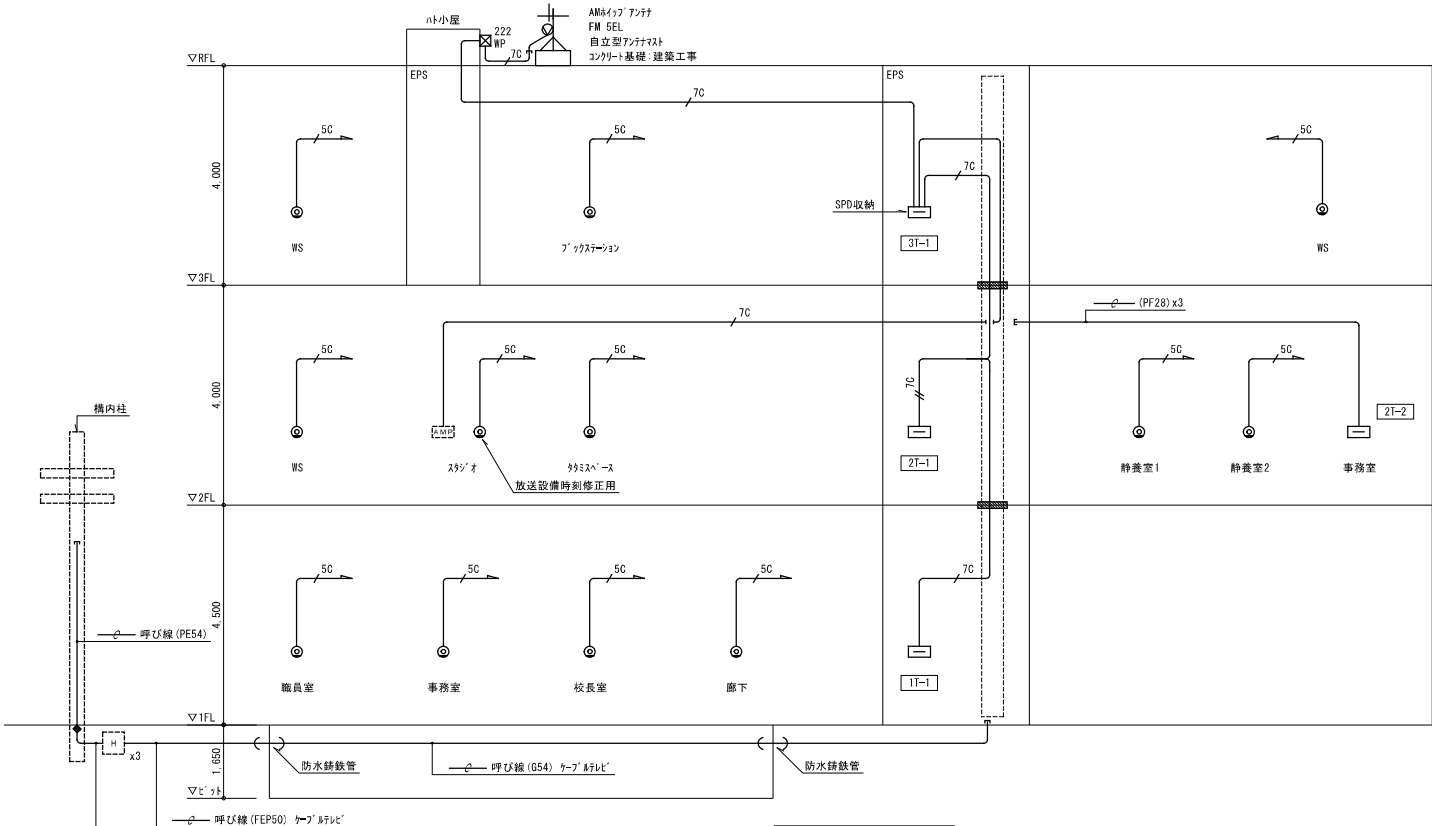 ハト小屋
222
WP
7C
AMホイップアンテナ
FM 5EL
自立型アンテナマスト
コンクリート基礎:建築工事
▽RFL
EPS
EPS
7C
5C
5C
5C
7C
4,000
SPD収納
WS
ブックステーション
3T-1
WS
▽3FL
(PF28)x3
7C
5C
5C
5C
5C
5C
7C
4,000
構内柱
AMP
2T-2
WS
スタジオ
タタミスペース
2T-1
静養室1
静養室2
事務室
放送設備時刻修正用
▽2FL
5C
5C
5C
5C
7C
4,500
呼び線(PE54)
職員室
事務室
校長室
廊下
1T-1
▽1FL
H
x3
1,650
防水鋳鉄管
呼び線(G54) ケーブルテレビ
防水鋳鉄管
▽ピット
呼び線(FEP50) ケーブルテレビ